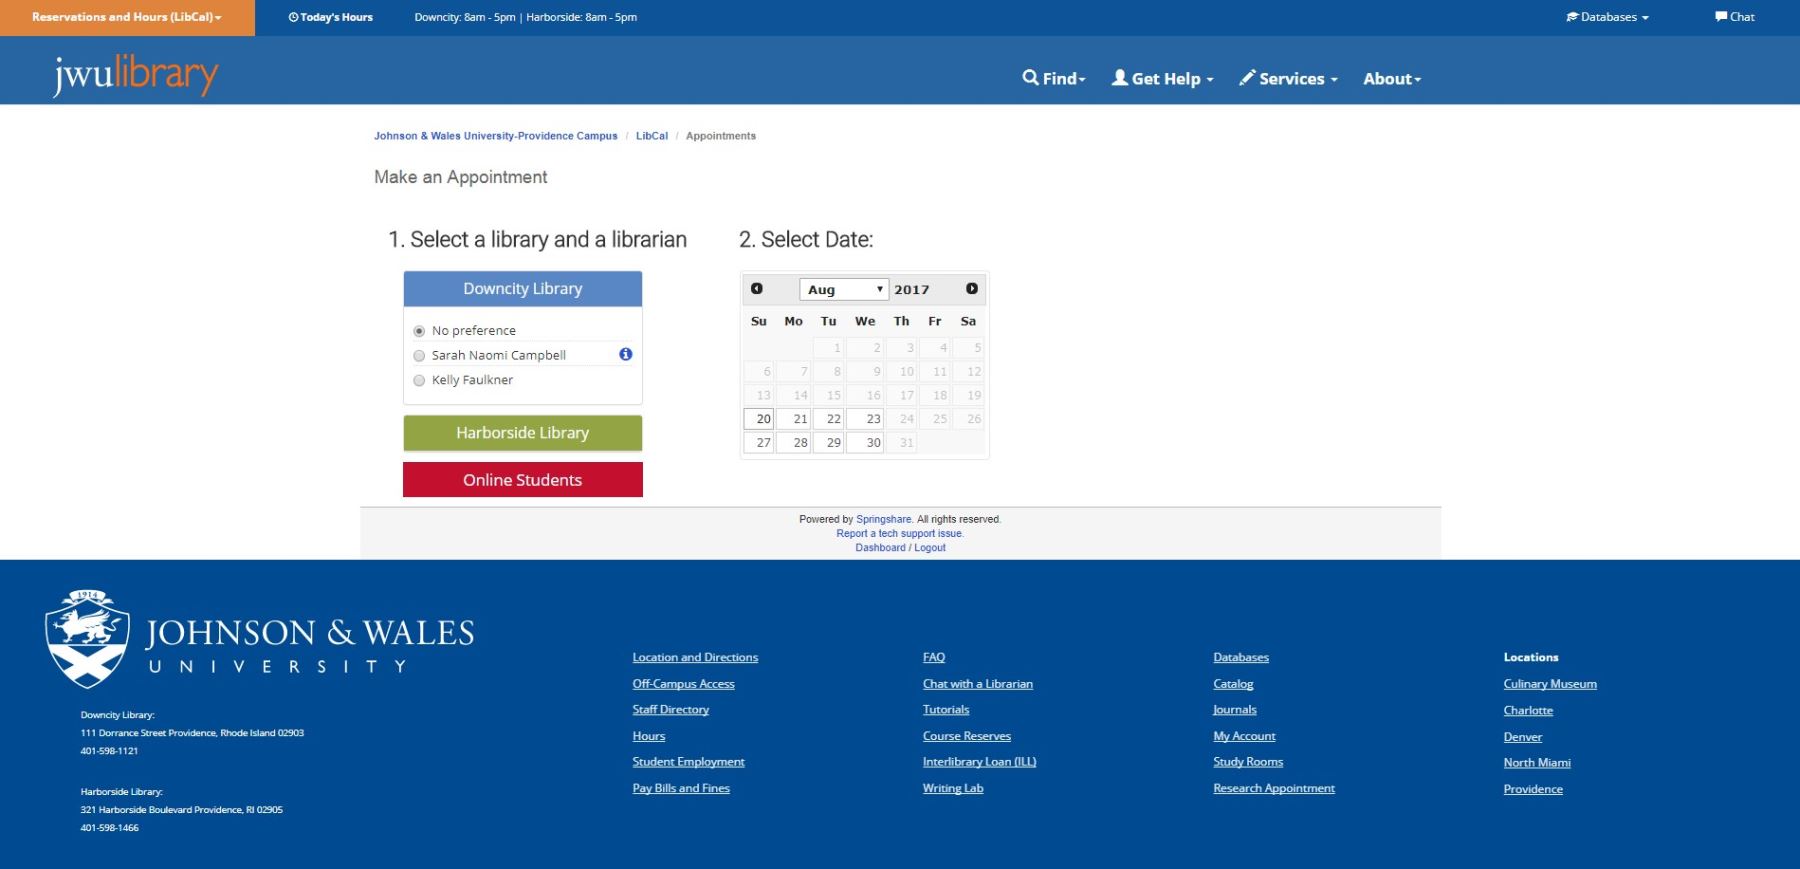 Reservations and Hours (LibCal) Today's Hours Downcity: 8am - 5pm | Harborside: 8am - 5pm Databases Chat
jwulibrary Find Get Help Services About
Johnson & Wales University-Providence Campus / LibCal / Appointments
Make an Appointment
1. Select a library and a librarian
Downcity Library
No preference
Sarah Naomi Campbell
Kelly Faulkner
Harborside Library
Online Students
2. Select Date:
Aug 2017
Su Mo Tu We Th Fr Sa
1 2 3 4 5
6 7 8 9 10 11 12
13 14 15 16 17 18 19
20 21 22 23 24 25 26
27 28 29 30 31
Powered by Springshare. All rights reserved.
Report a tech support issue.
Dashboard / Logout
1914
JOHNSON & WALES
UNIVERSITY
Downcity Library:
111 Dorrance Street Providence, Rhode Island 02903
401-598-1121
Harborside Library:
321 Harborside Boulevard Providence, RI 02905
401-598-1466
Location and Directions
Off-Campus Access
Staff Directory
Hours
Student Employment
Pay Bills and Fines
FAQ
Chat with a Librarian
Tutorials
Course Reserves
Interlibrary Loan (ILL)
Writing Lab
Databases
Catalog
Journals
My Account
Study Rooms
Research Appointment
Locations
Culinary Museum
Charlotte
Denver
North Miami
Providence